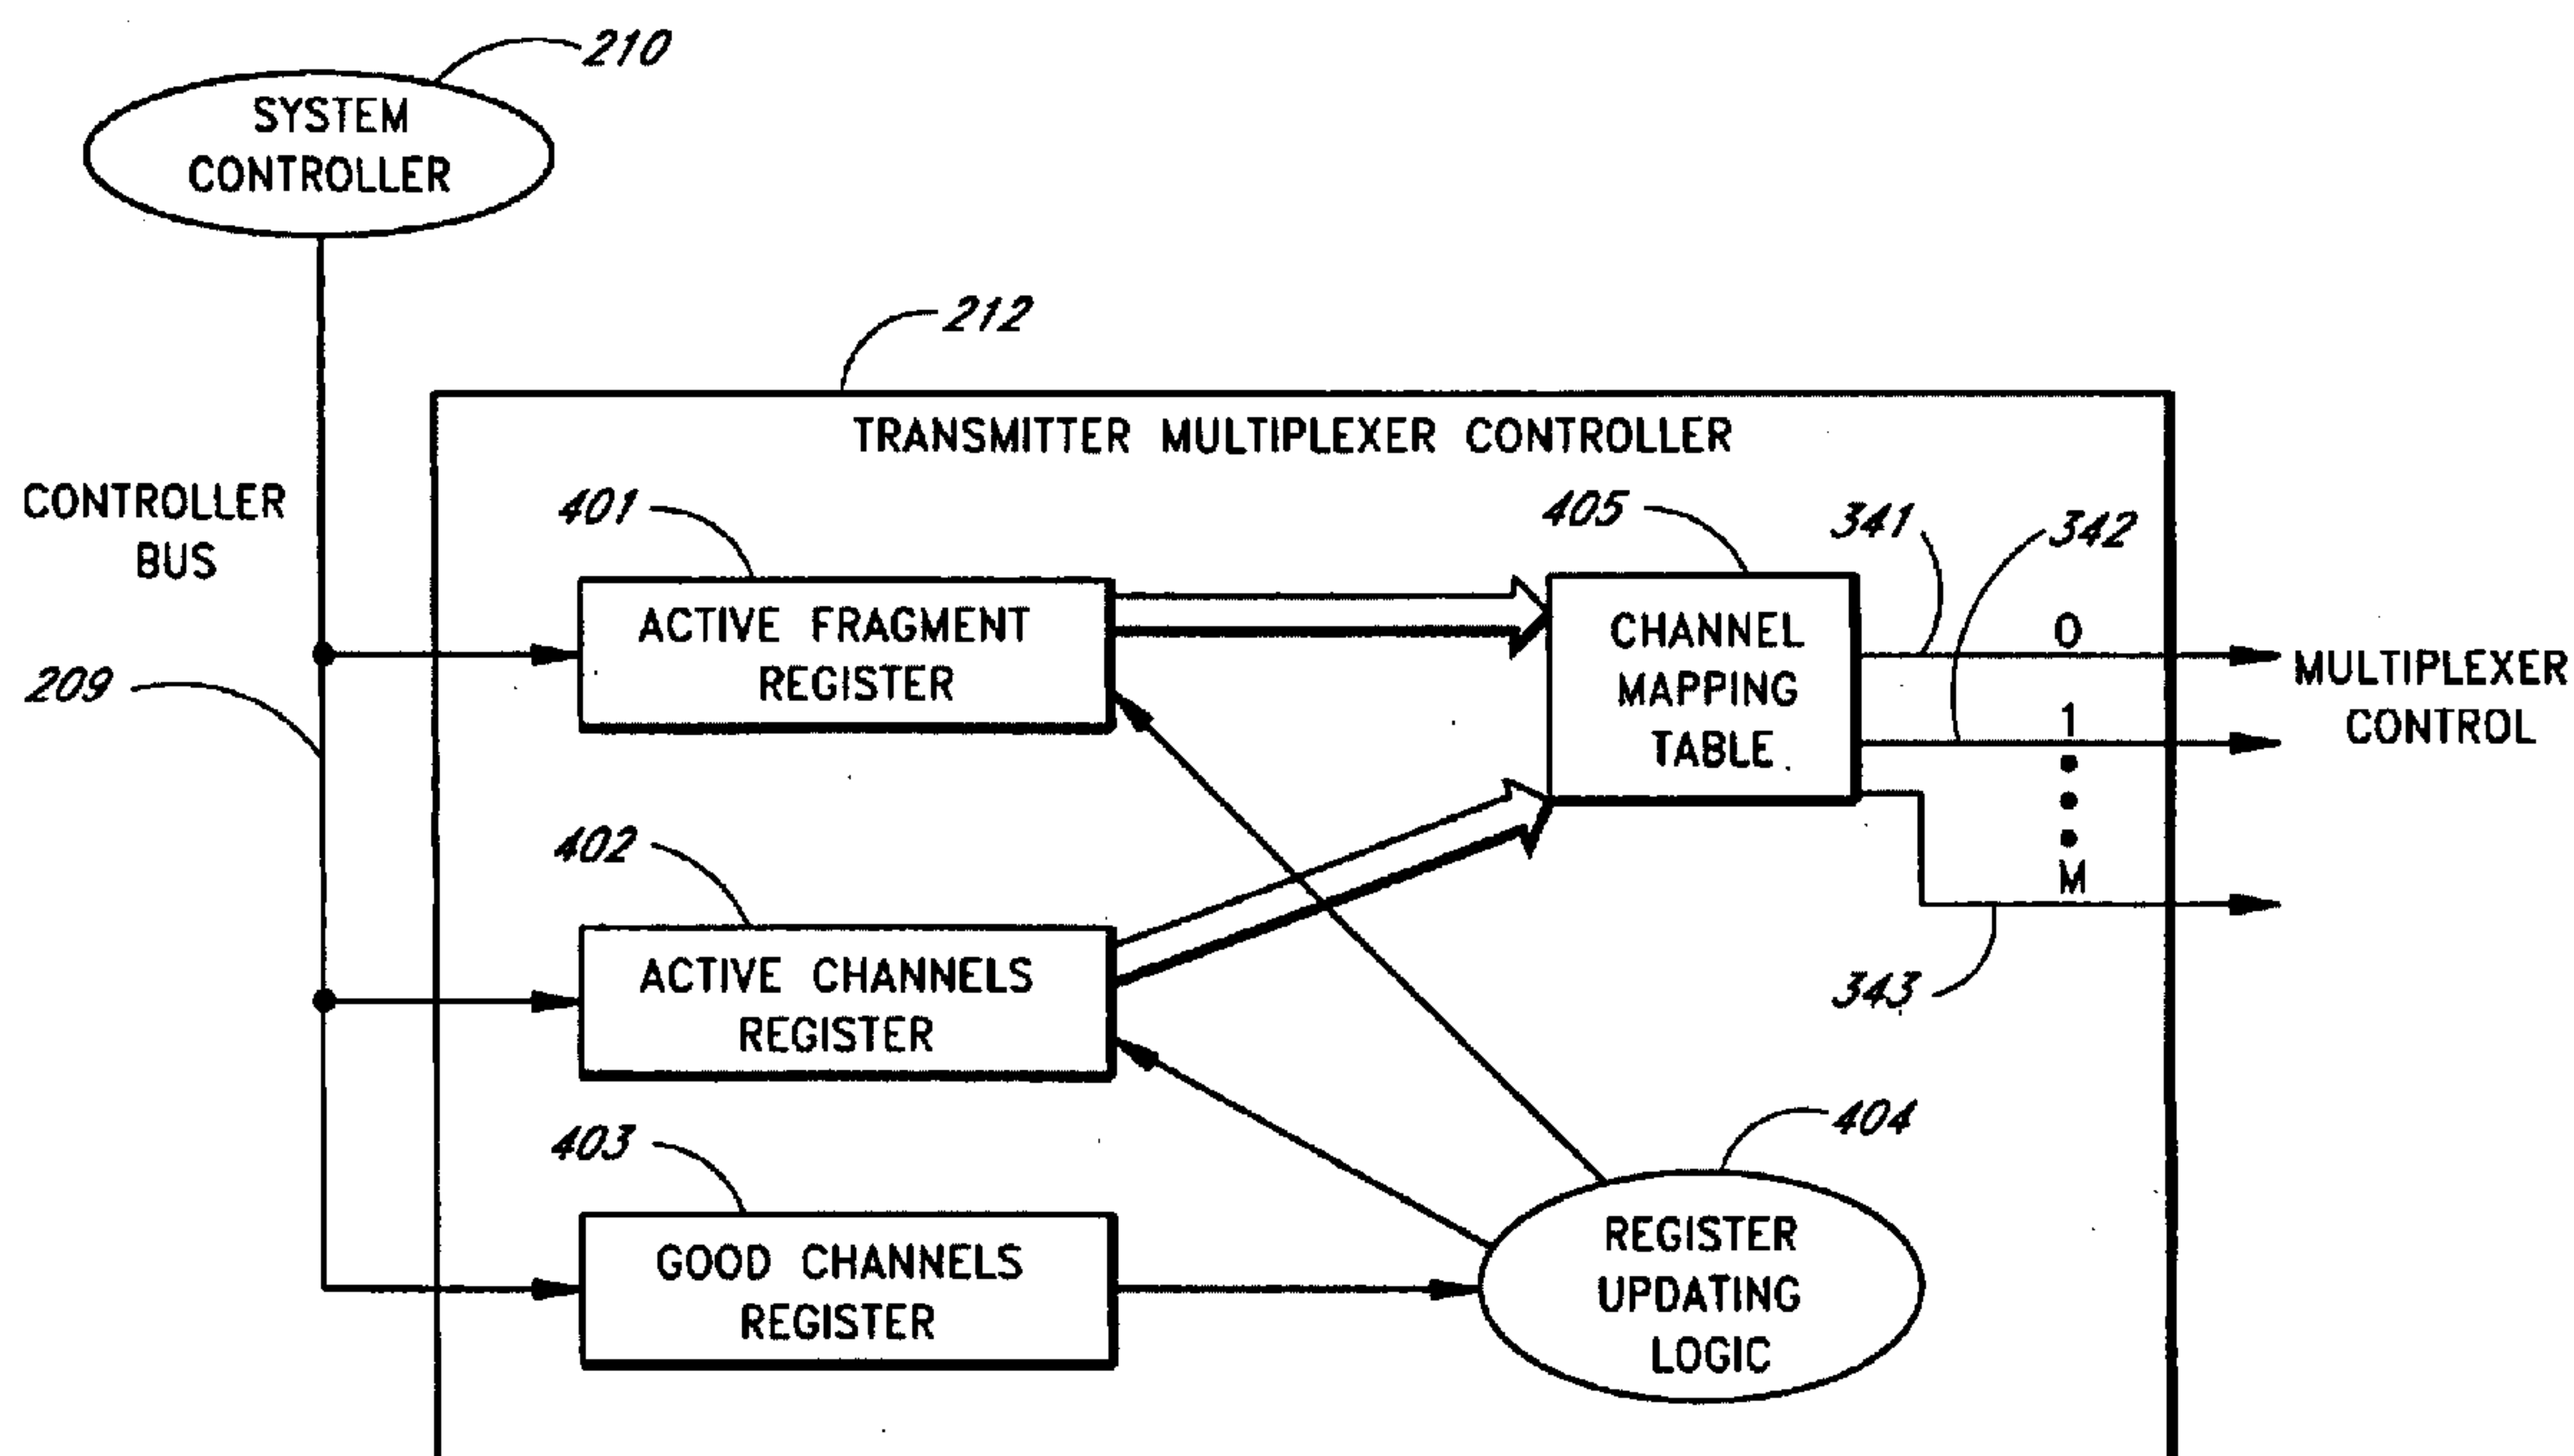 210
SYSTEM
CONTROLLER
212
TRANSMITTER MULTIPLEXER CONTROLLER
CONTROLLER
BUS
209
401
ACTIVE FRAGMENT
REGISTER
405
CHANNEL
MAPPING
TABLE
341
342
0
1
M
MULTIPLEXER
CONTROL
343
402
ACTIVE CHANNELS
REGISTER
403
GOOD CHANNELS
REGISTER
404
REGISTER
UPDATING
LOGIC